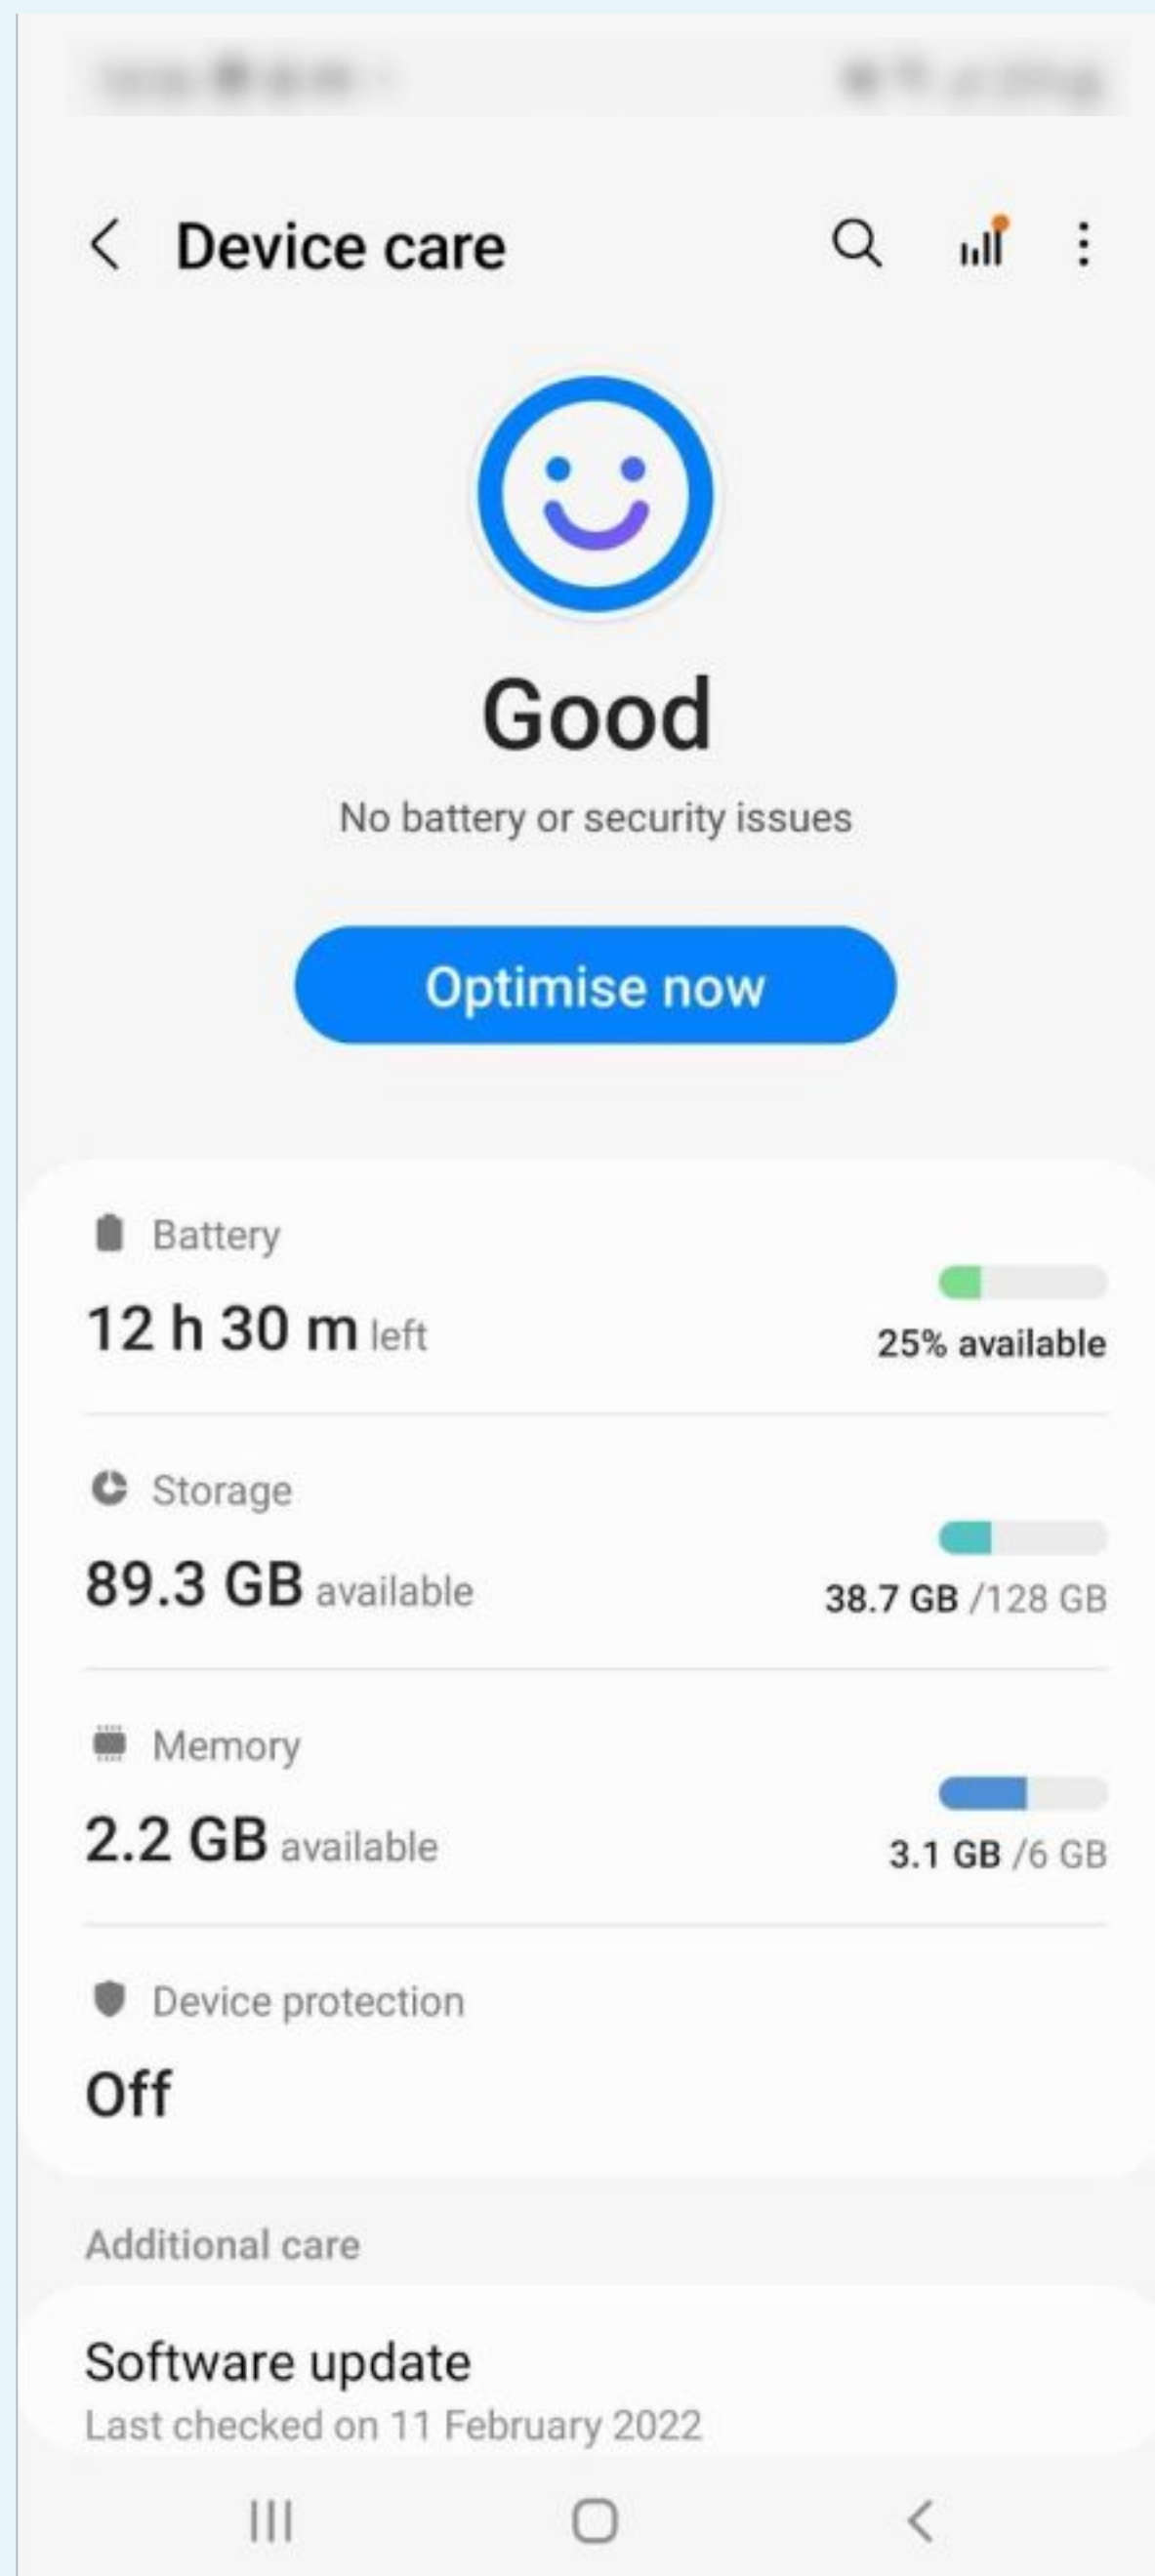 Device care
Good
No battery or security issues
Optimise now
Battery
12 h 30 m left
25% available
Storage
89.3 GB available
38.7 GB /128 GB
Memory
2.2 GB available
3.1 GB /6 GB
Device protection
Off
Additional care
Software update
Last checked on 11 February 2022